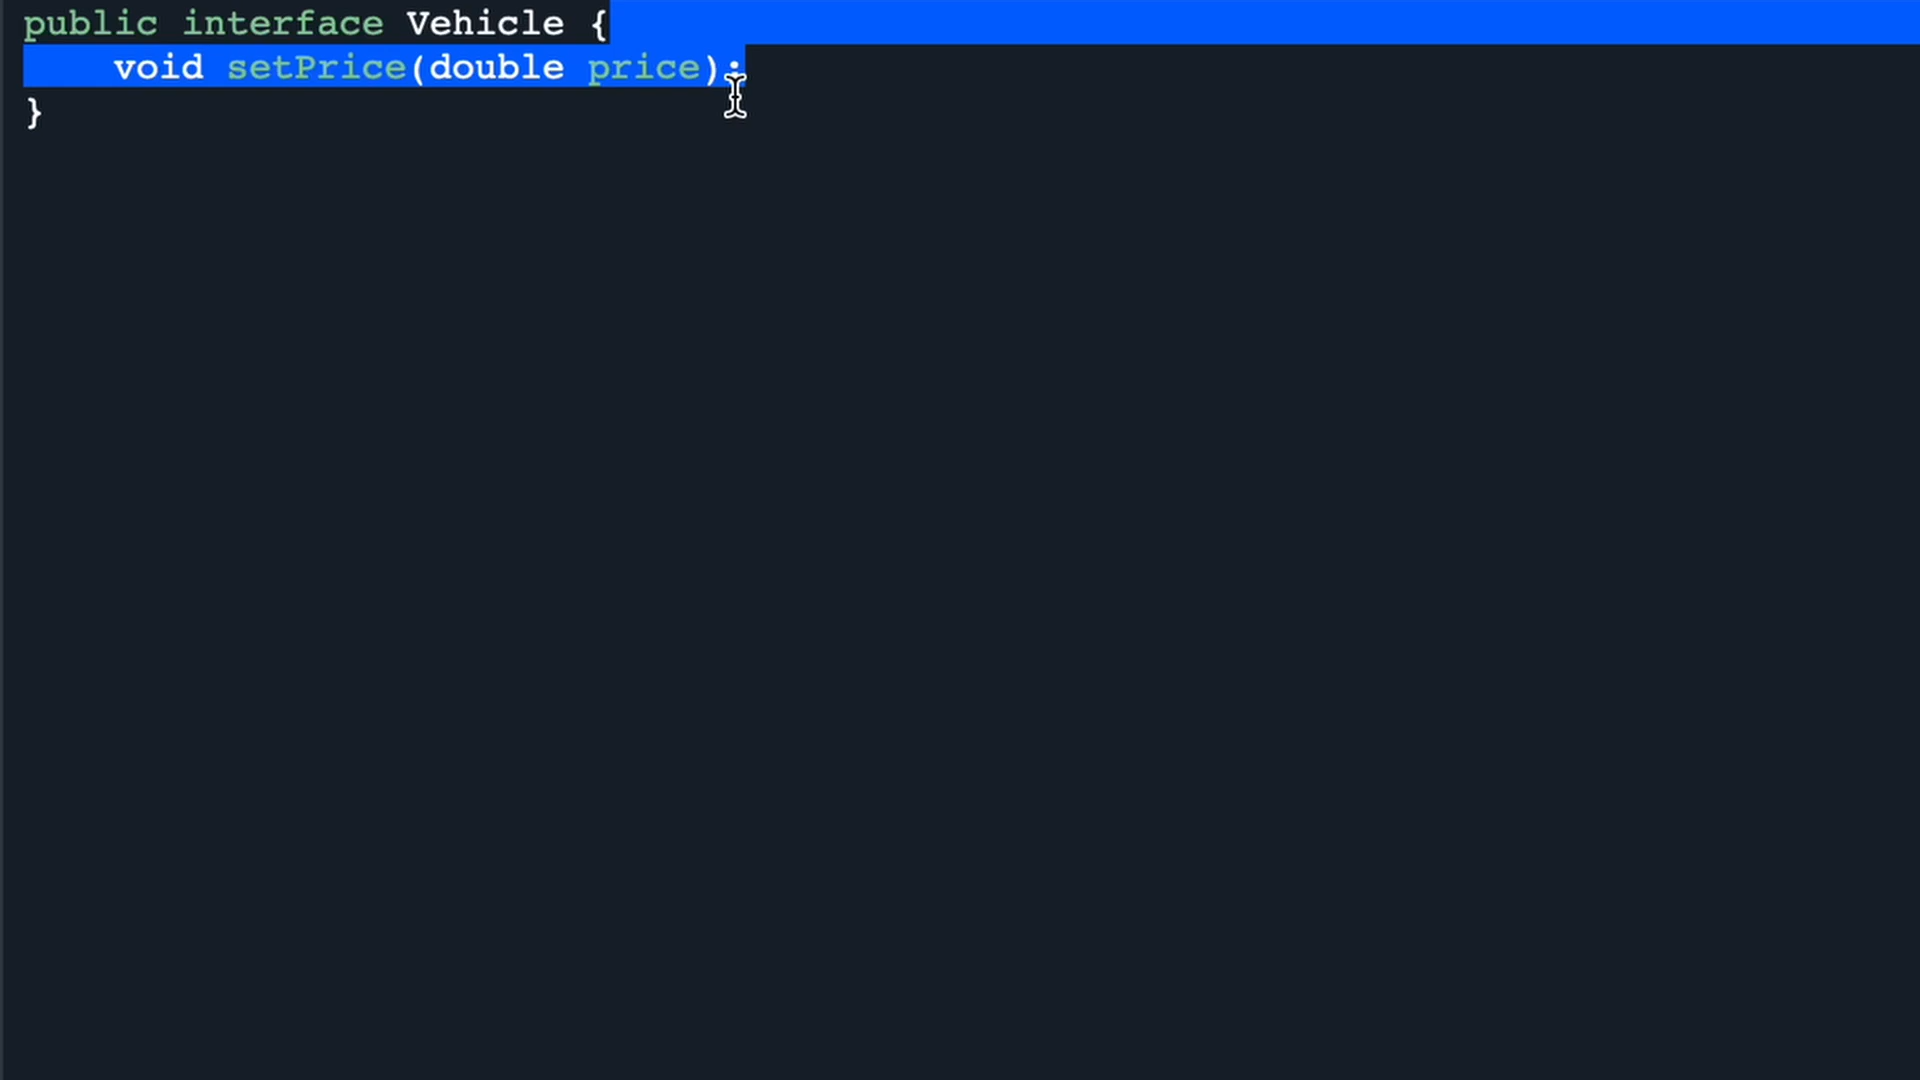 public interface Vehicle {
    void setPrice(double price);
}